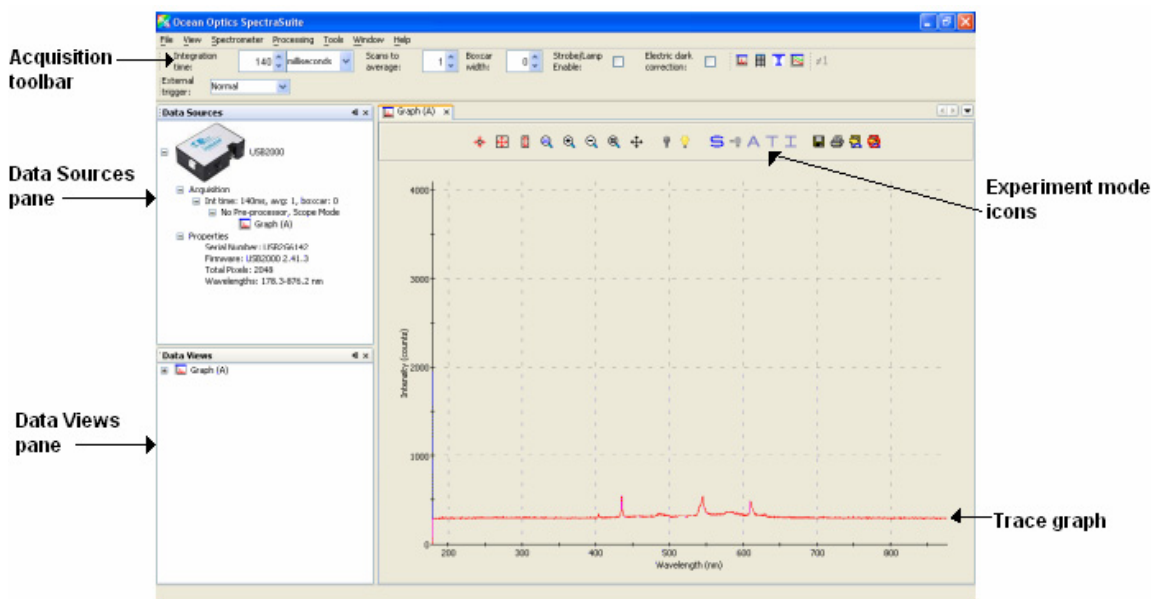 Ocean Optics SpectraSuite
File View Spectrometer Processing Tools Window Help
Acquisition toolbar
Integration time: 140 milliseconds Scans to average: 1 Boxcar width: 0 Strobe/Lamp Enable: Electric dark correction:
External trigger: Normal
Data Sources
Graph (A)
USB2000
S A T I
Data Sources pane
Acquisition
Int time: 140ms, avg: 1, boxcar: 0
No Pre-processor, Scope Mode
Graph (A)
Properties
Serial Number: USB2G6142
Firmware: USB2000 2.41.3
Total Pixels: 2048
Wavelengths: 178.3-876.2 nm
Experiment mode icons
Data Views
Graph (A)
Data Views pane
Intensity (counts)
4000
3000
2000
1000
0
200 300 400 500 600 700 800
Wavelength (nm)
Trace graph